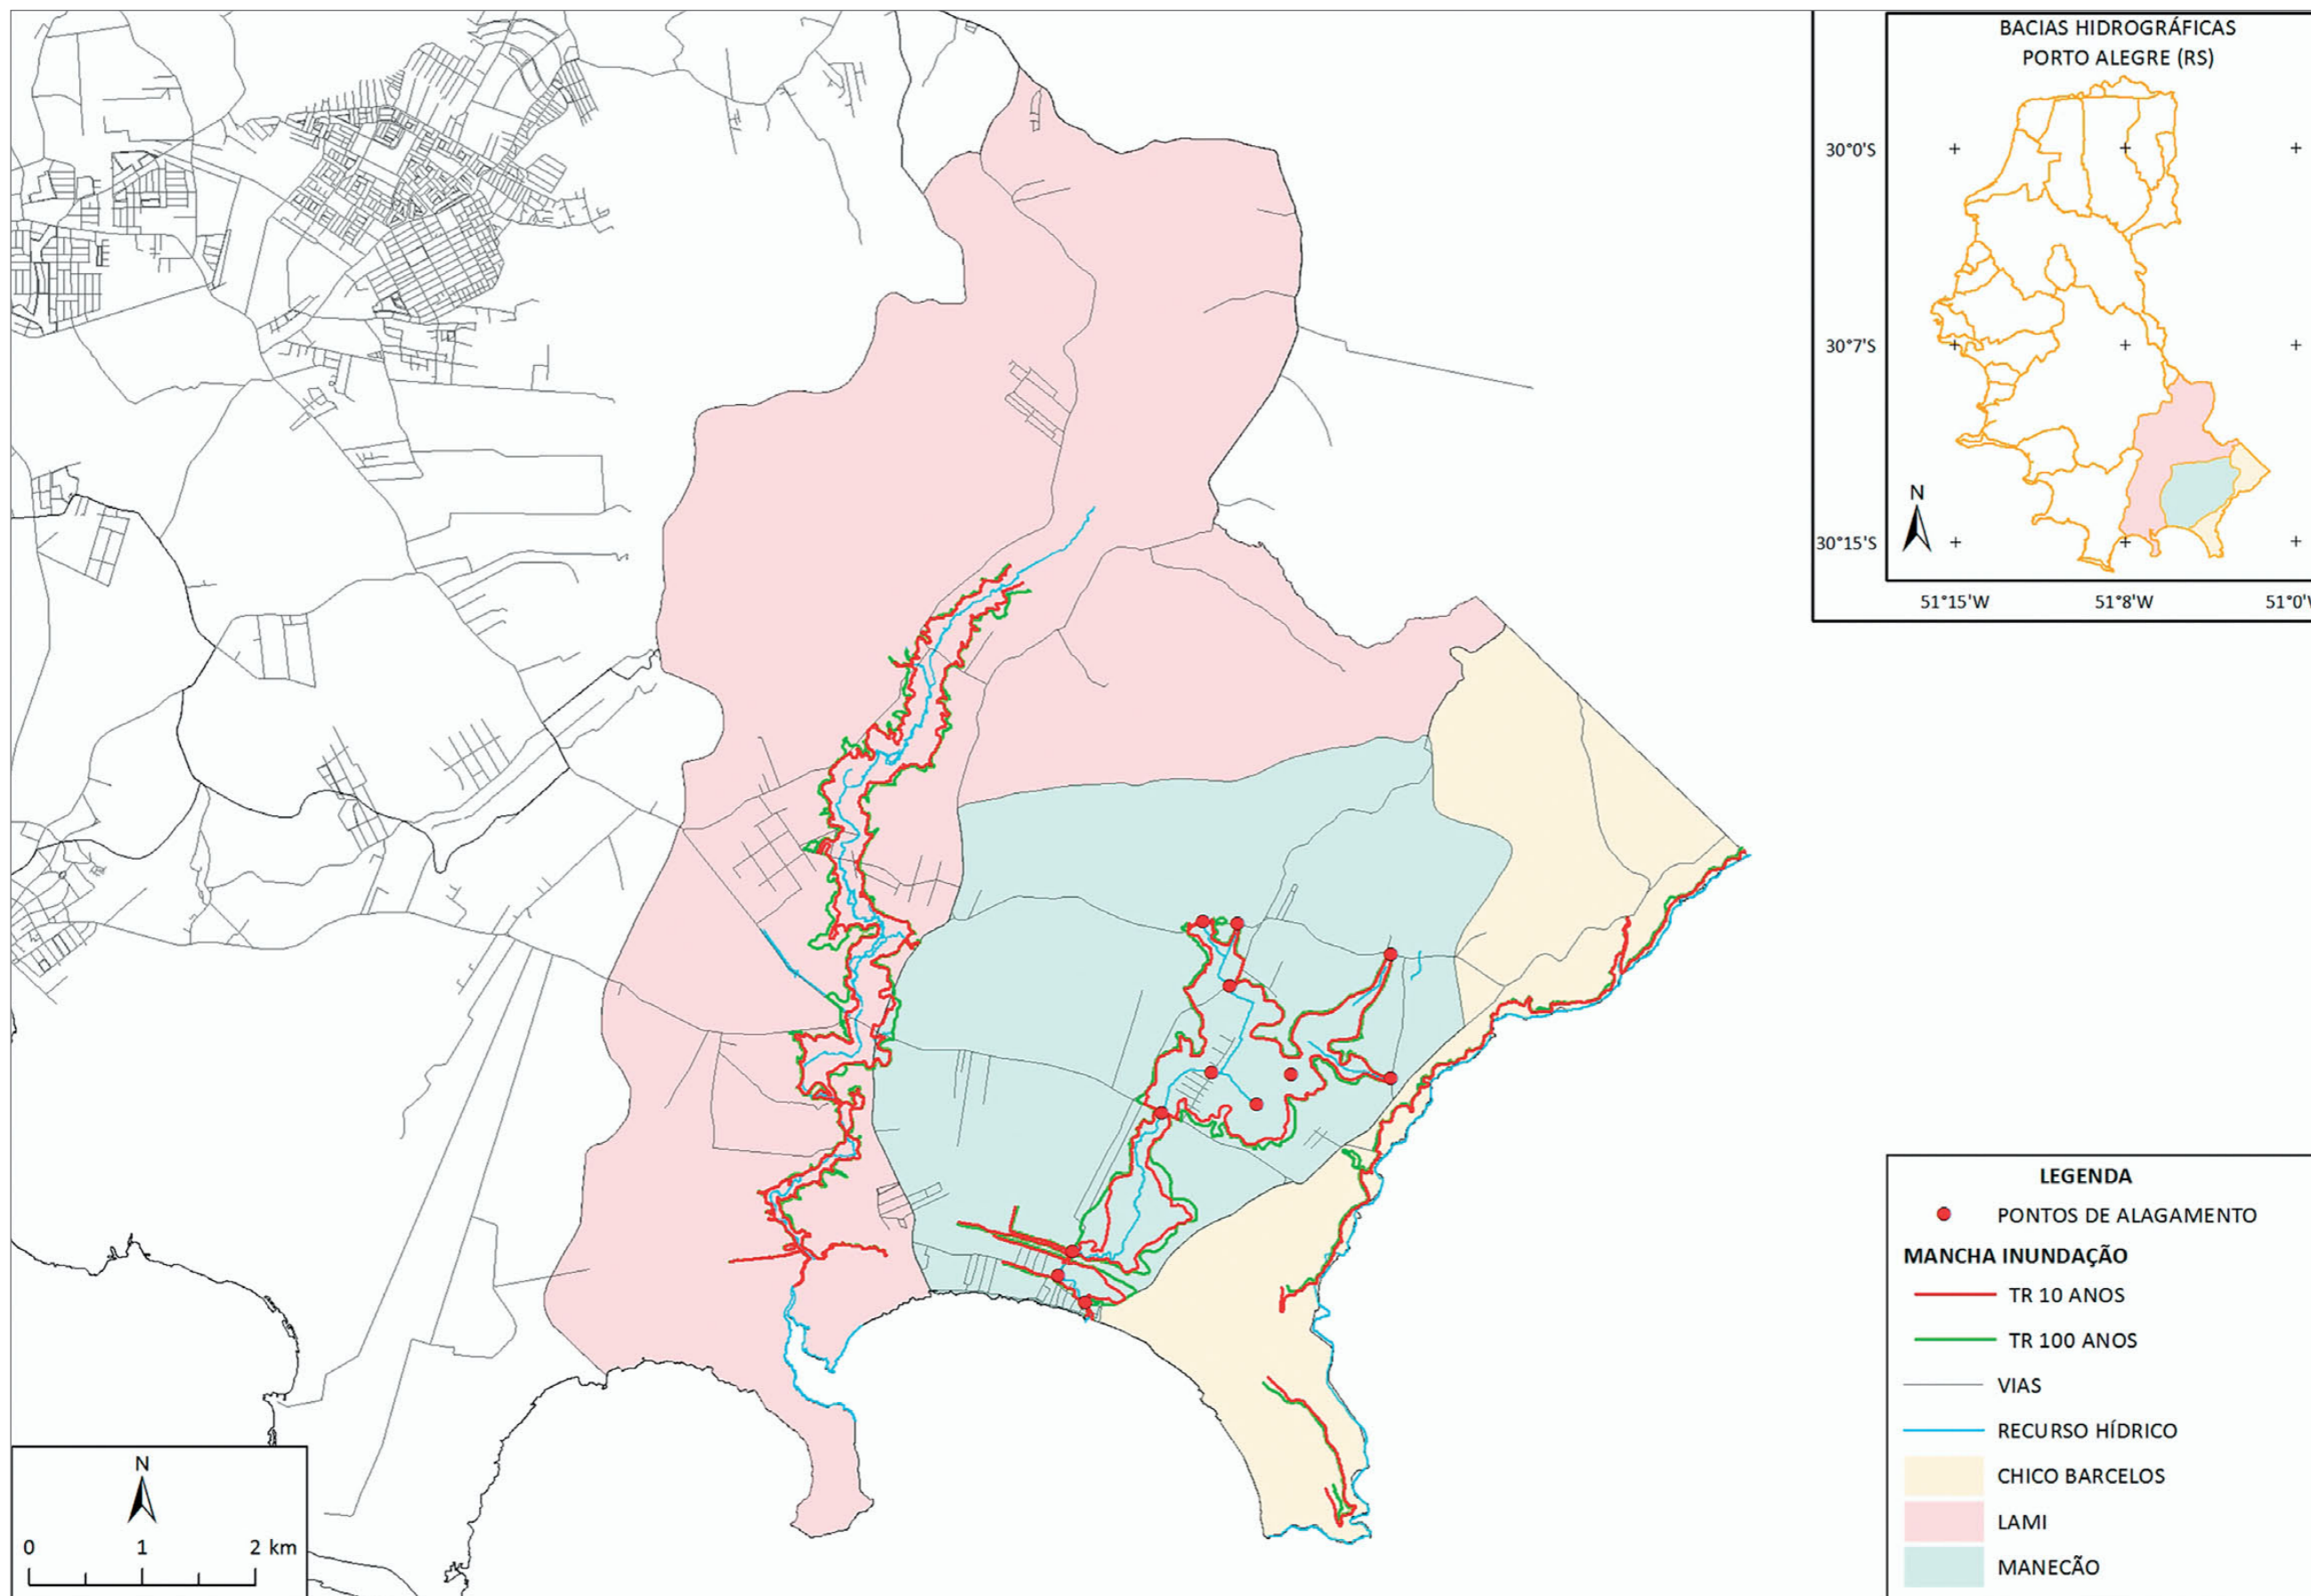 BACIAS HIDROGRÁFICAS
PORTO ALEGRE (RS)
30°0'S
30°7'S
N
30°15'S
51°15'W
51°8'W
51°0'
LEGENDA
PONTOS DE ALAGAMENTO
MANCHA INUNDAÇÃO
TR 10 ANOS
TR 100 ANOS
VIAS
RECURSO HÍDRICO
CHICO BARCELOS
LAMI
MANECÃO
N
0 1 2 km